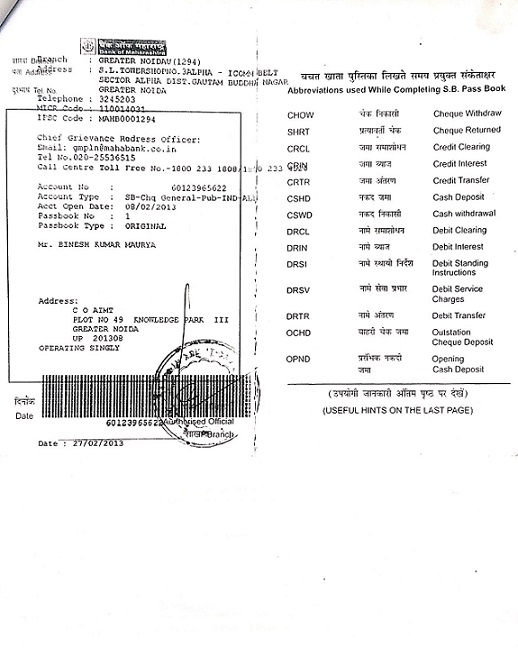 बैंक ऑफ महाराष्ट्र
Bank of Maharashtra
Branch : GREATER NOIDAU(1294)
पता Address : S.L.TOWERSHOPNO.3ALPHA - ICOMM BELT
SECTOR ALPHA DIST.GAUTAM BUDDHA NAGAR
दूरभाष Tel No. GREATER NOIDA
Telephone : 3245203
MICR Code : 110014031
IFSC Code : MAHB0001294
Chief Grievance Redress Officer:
Email: gmpln@mahabank.co.in
Tel No.020-25536515
Call Centre Toll Free No.-1800 233 1808/ 233
Account No : 60123965622
Account Type : SB-Chq General-Pub-IND-ALL
Acct Open Date: 08/02/2013
Passbook No : 1
Passbook Type : ORIGINAL
Mr. BINESH KUMAR MAURYA
Address:
C O AIMT
PLOT NO 49 KNOWLEDGE PARK III
GREATER NOIDA
UP 201308
OPERATING SINGLY
दिनाँक
Date
60123965622 Authorised Official
शाखा Branch
Date : 27/02/2013
बचत खाता पुस्तिका लिखते समय प्रयुक्त संकेताक्षर
Abbreviations used While Completing S.B. Pass Book
CHOW चेक निकासी Cheque Withdraw
SHRT प्रत्यावर्ती चेक Cheque Returned
CRCL जमा समाशोधन Credit Clearing
CRIN जमा ब्याज Credit Interest
CRTR जमा अंतरण Credit Transfer
CSHD नकद जमा Cash Deposit
CSWD नकद निकासी Cash withdrawal
DRCL नामे समाशोधन Debit Clearing
DRIN नामे ब्याज Debit Interest
DRSI नामे स्थायी निर्देश Debit Standing
Instructions
DRSV नामे सेवा प्रभार Debit Service
Charges
DRTR नामे अंतरण Debit Transfer
OCHD बाहरी चेक जमा Outstation
Cheque Deposit
OPND प्रारंभिक नकदी Opening
जमा Cash Deposit
(उपयोगी जानकारी अंतिम पृष्ठ पर देखें)
(USEFUL HINTS ON THE LAST PAGE)